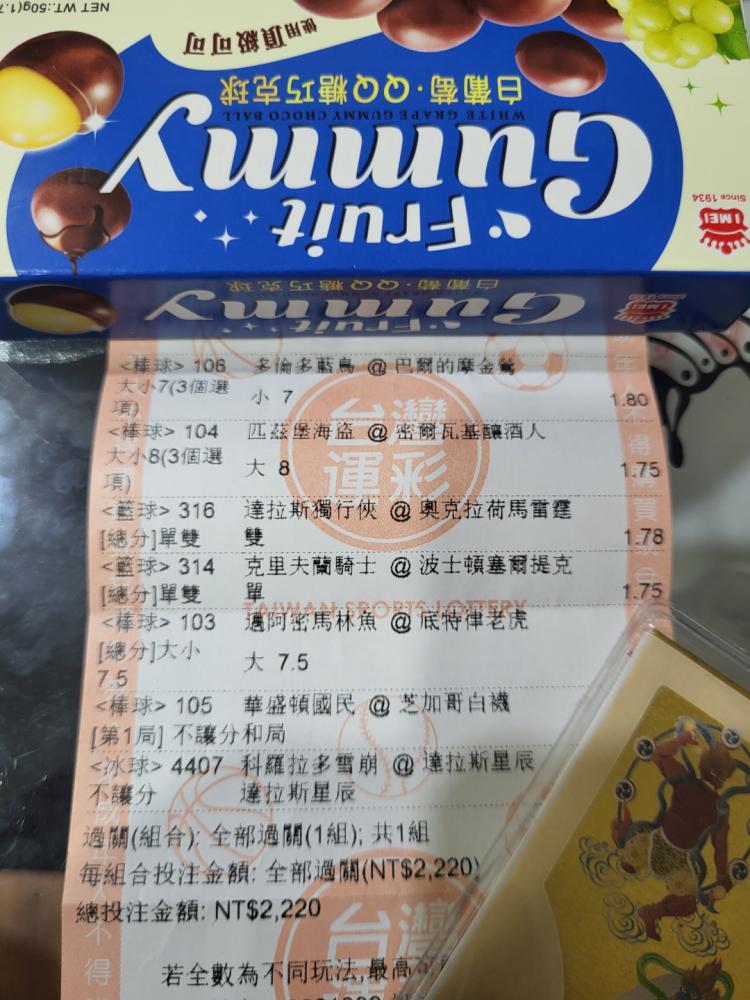 NET WT.:50g(1.7
使用頂級可可
白葡萄·QQ糖巧克球
WHITE GRAPE GUMMY CHOCO BALL
Fruit
Gummy
I MEI
Since 1934
白葡萄·QQ糖巧克球
Fruit
Gummy
I MEI
<棒球> 106 多倫多藍鳥 @ 巴爾的摩金鶯
大小7(3個選項) 小 7 1.80
<棒球> 104 匹茲堡海盜 @ 密爾瓦基釀酒人
大小8(3個選項) 大 8 1.75
<籃球> 316 達拉斯獨行俠 @ 奧克拉荷馬雷霆
[總分]單雙 雙 1.78
<籃球> 314 克里夫蘭騎士 @ 波士頓塞爾提克
[總分]單雙 單 1.75
<棒球> 103 邁阿密馬林魚 @ 底特律老虎
[總分]大小 7.5 大 7.5
<棒球> 105 華盛頓國民 @ 芝加哥白襪
[第1局] 不讓分和局
<冰球> 4407 科羅拉多雪崩 @ 達拉斯星辰
不讓分 達拉斯星辰
過關(組合): 全部過關(1組); 共1組
每組合投注金額: 全部過關(NT$2,220)
總投注金額: NT$2,220
若全數為不同玩法,最高可
台灣運彩
TAIWAN SPORTS LOTTERY
台灣
不得